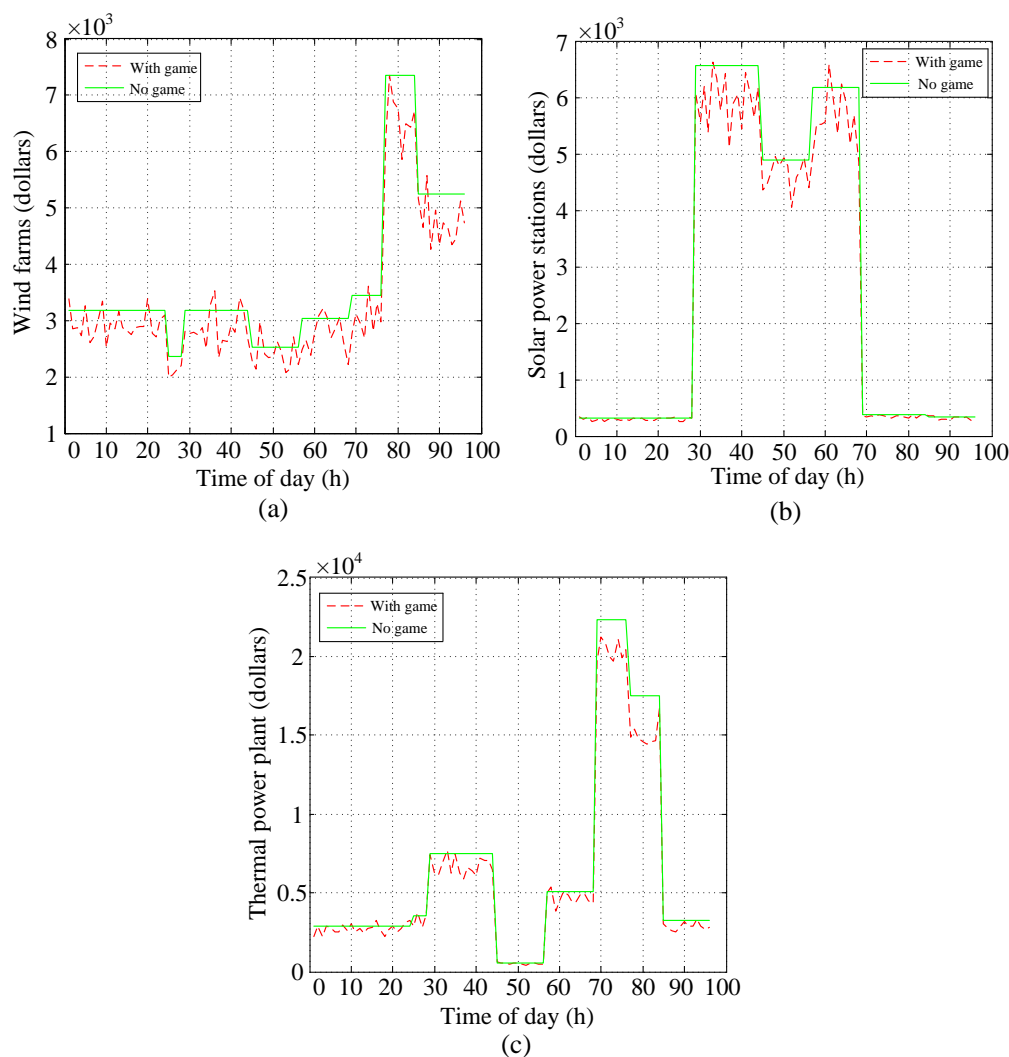 ×10³
8
7
6
5
4
3
2
1
With game
No game
Wind farms (dollars)
0 10 20 30 40 50 60 70 80 90 100
Time of day (h)
(a)
×10³
7
6
5
4
3
2
1
0
With game
No game
Solar power stations (dollars)
0 10 20 30 40 50 60 70 80 90 100
Time of day (h)
(b)
×10⁴
2.5
2
1.5
1
0.5
0
With game
No game
Thermal power plant (dollars)
0 10 20 30 40 50 60 70 80 90 100
Time of day (h)
(c)